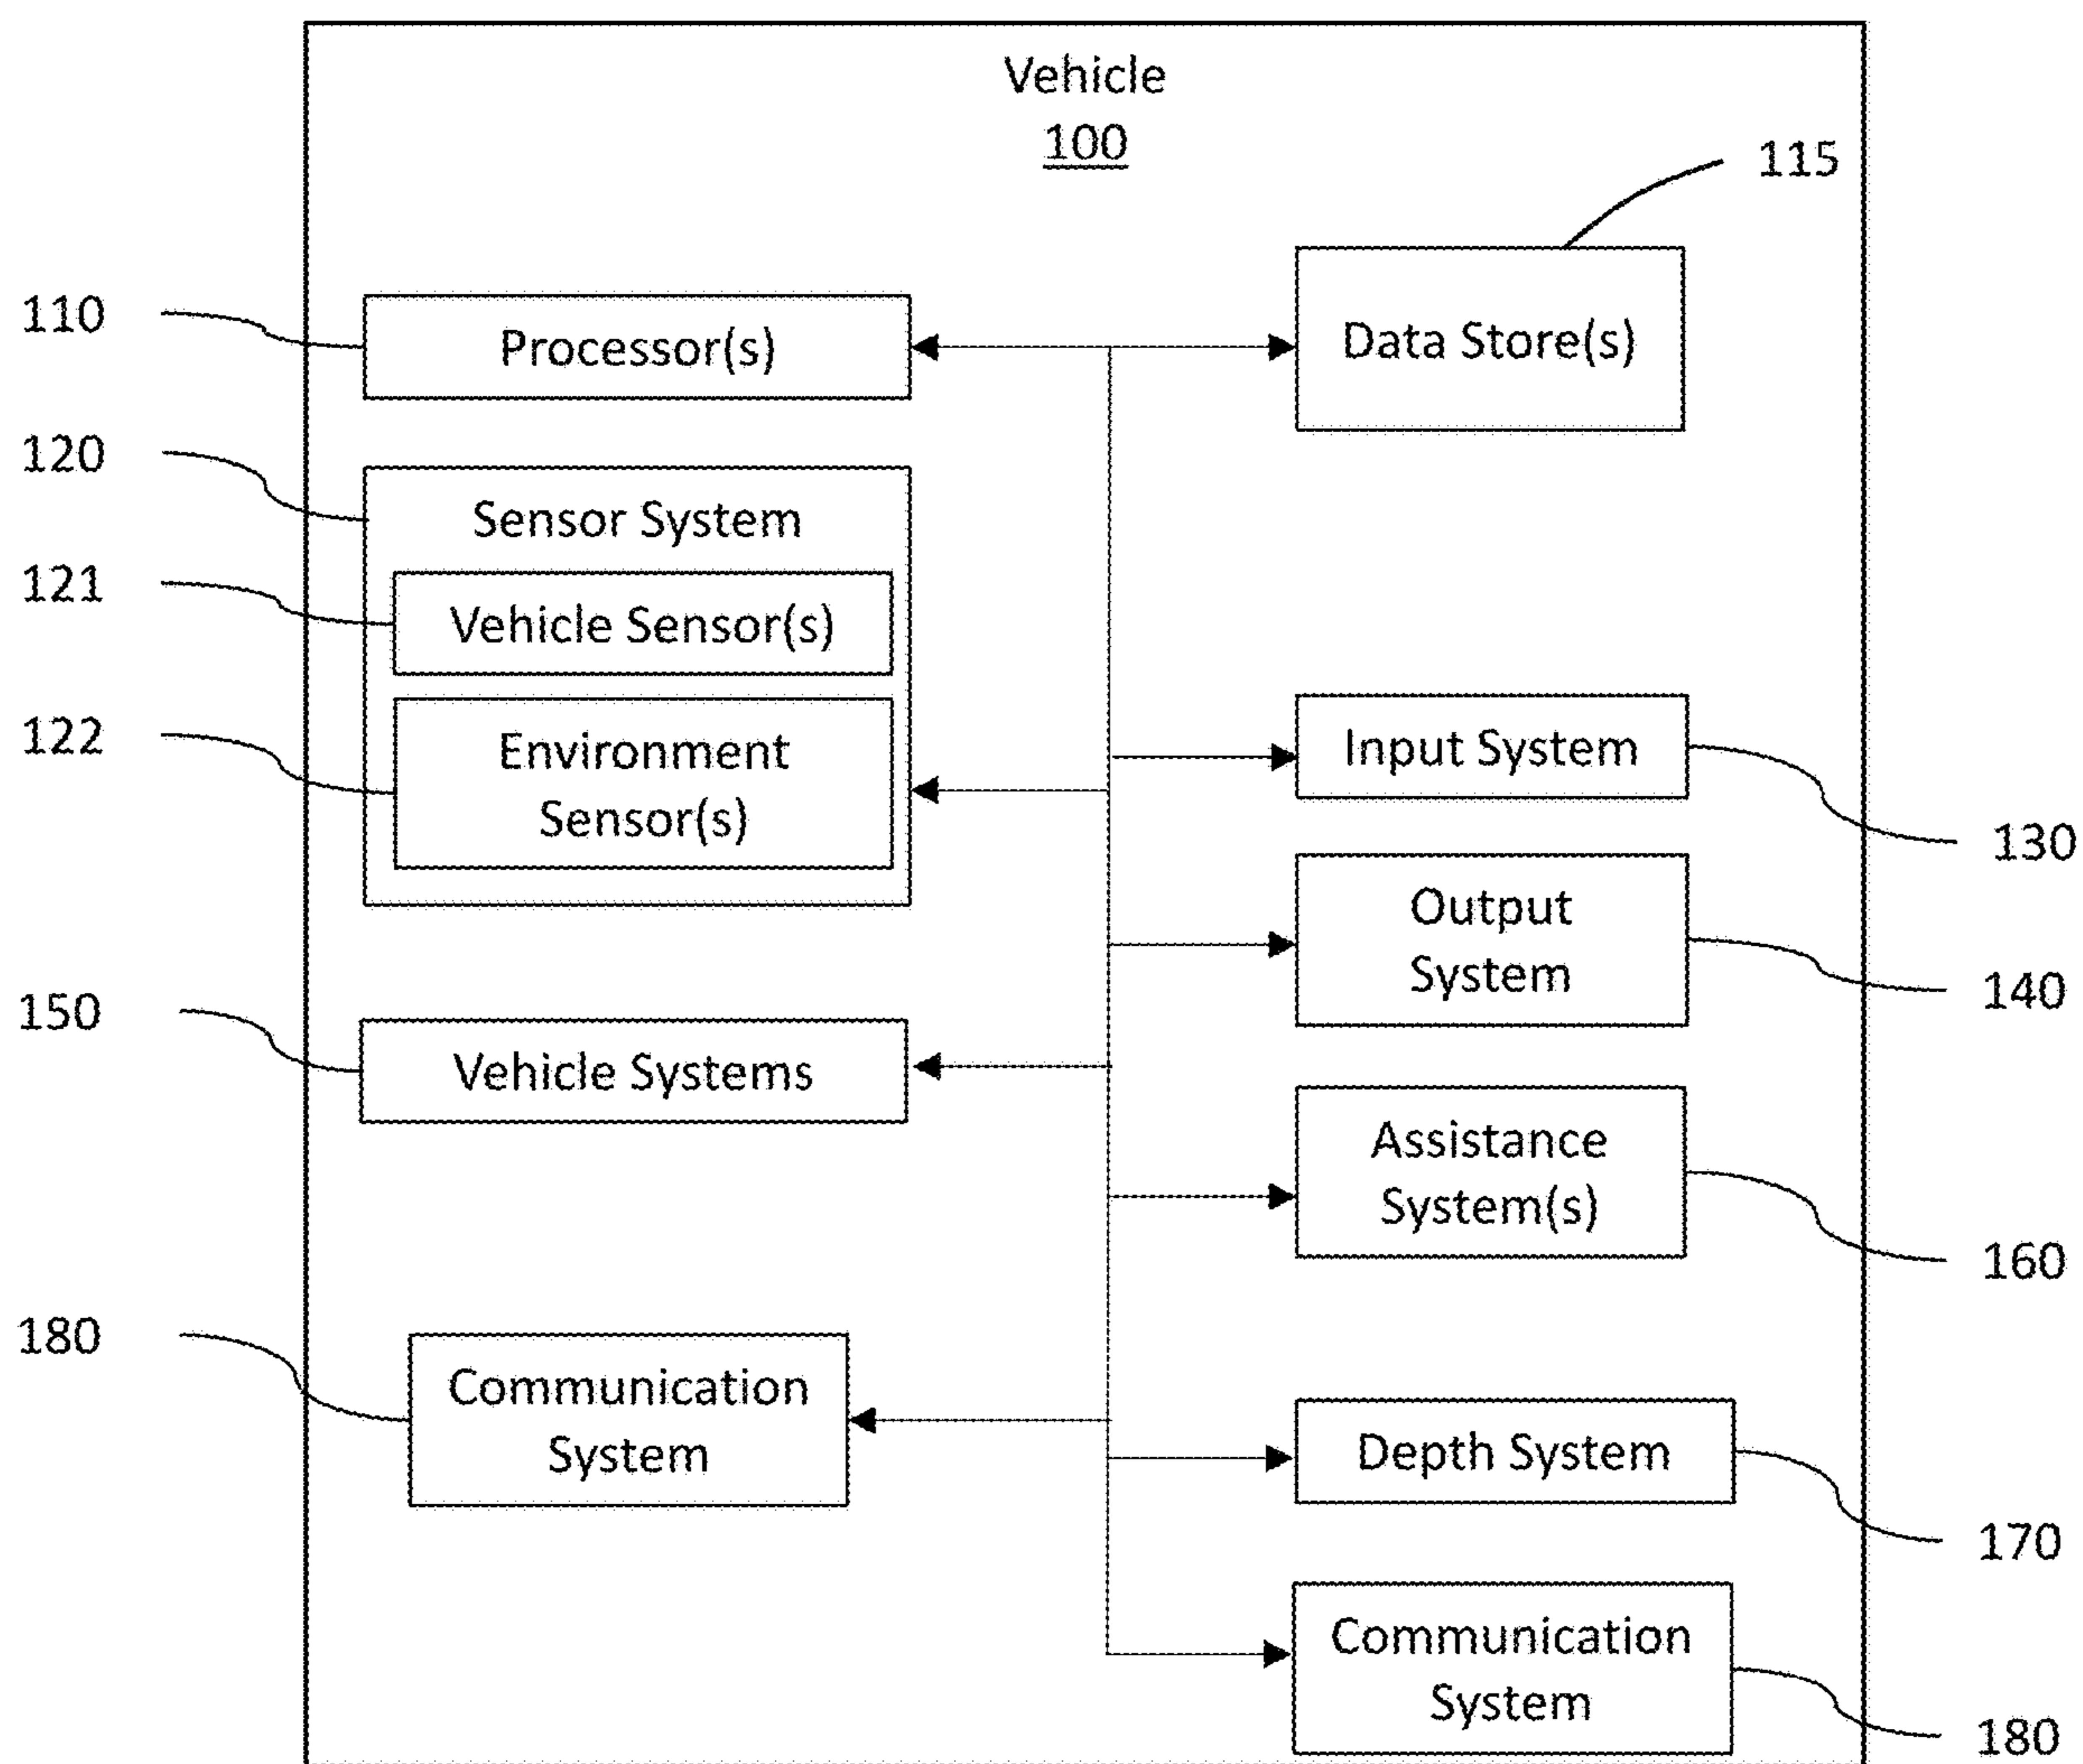 Vehicle
100
115
110
Processor(s)
Data Store(s)
120
Sensor System
121
Vehicle Sensor(s)
122
Environment
Sensor(s)
Input System
130
Output
System
140
150
Vehicle Systems
Assistance
System(s)
160
180
Communication
System
Depth System
170
Communication
System
180